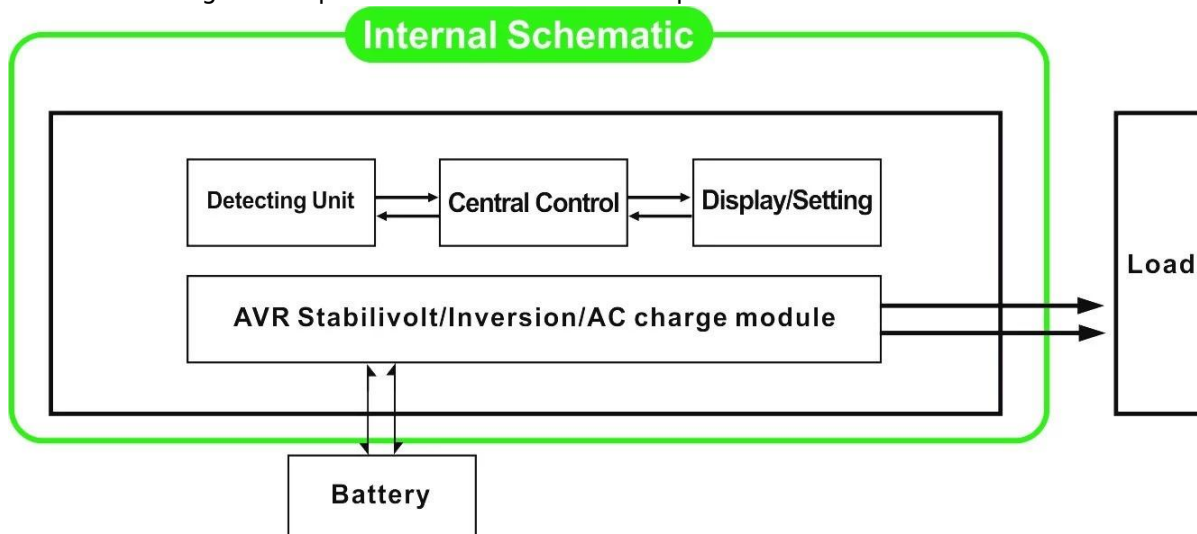 Internal Schematic
Detecting Unit
Central Control
Display/Setting
Load
AVR Stabilivolt/Inversion/AC charge module
Battery